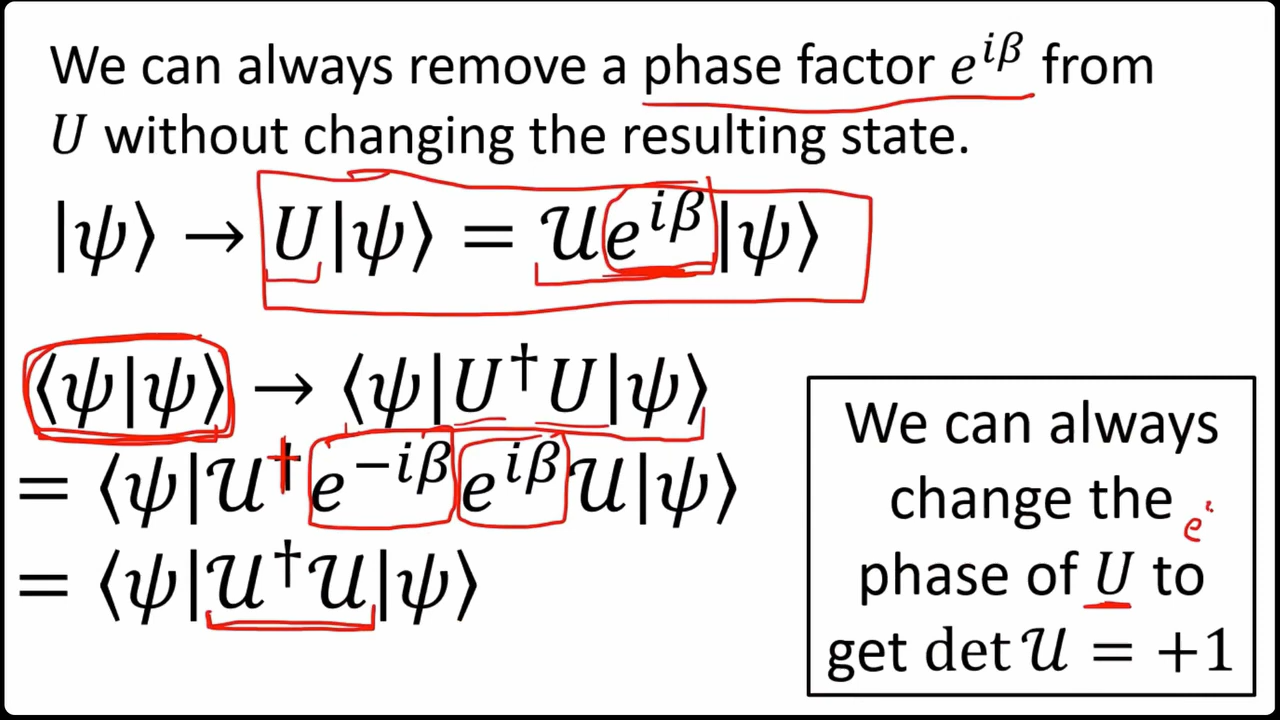 We can always remove a phase factor e^{iβ} from
U without changing the resulting state.
|ψ⟩ → U|ψ⟩ = 𝒰e^{iβ}|ψ⟩
⟨ψ|ψ⟩ → ⟨ψ|U†U|ψ⟩
= ⟨ψ|𝒰†e^{−iβ}e^{iβ}𝒰|ψ⟩
= ⟨ψ|𝒰†𝒰|ψ⟩
We can always
change the
e^{i}
phase of U to
get det 𝒰 = +1